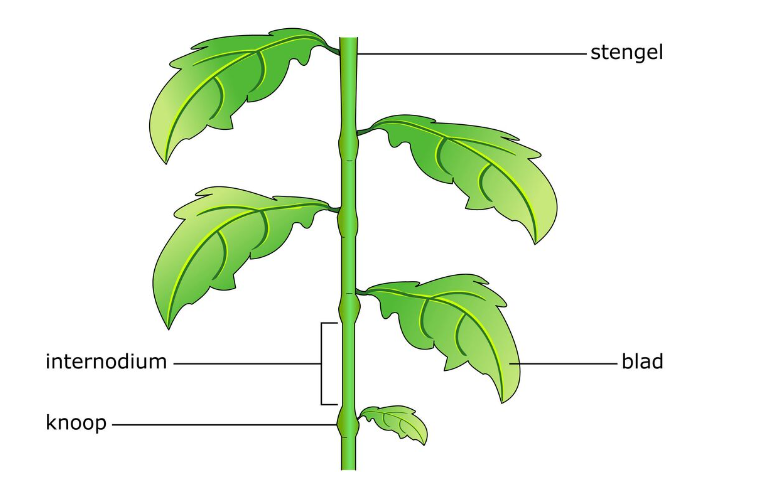 stengel
internodium
blad
knoop